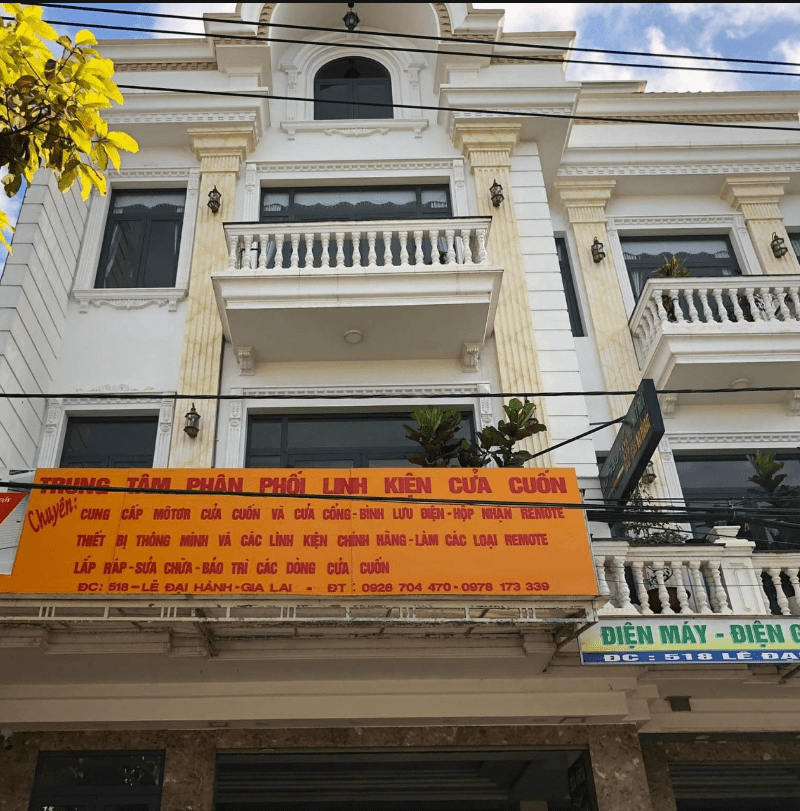 TRUNG TÂM PHÂN PHỐI LINH KIỆN CỬA CUỐN
Chuyên:
CUNG CẤP MÔTƠR CỬA CUỐN VÀ CỬA CỔNG-BÌNH LƯU ĐIỆN-HỘP NHẬN REMOTE
THIẾT BỊ THÔNG MINH VÀ CÁC LINH KIỆN CHÍNH HÃNG-LÀM CÁC LOẠI REMOTE
LẮP RÁP-SỬA CHỮA-BẢO TRÌ CÁC DÒNG CỬA CUỐN
ĐC: 518-LÊ ĐẠI HÀNH-GIA LAI - ĐT : 0926 704 470-0978 173 339
ĐIỆN MÁY - ĐIỆN G
ĐC : 518 LÊ ĐẠ